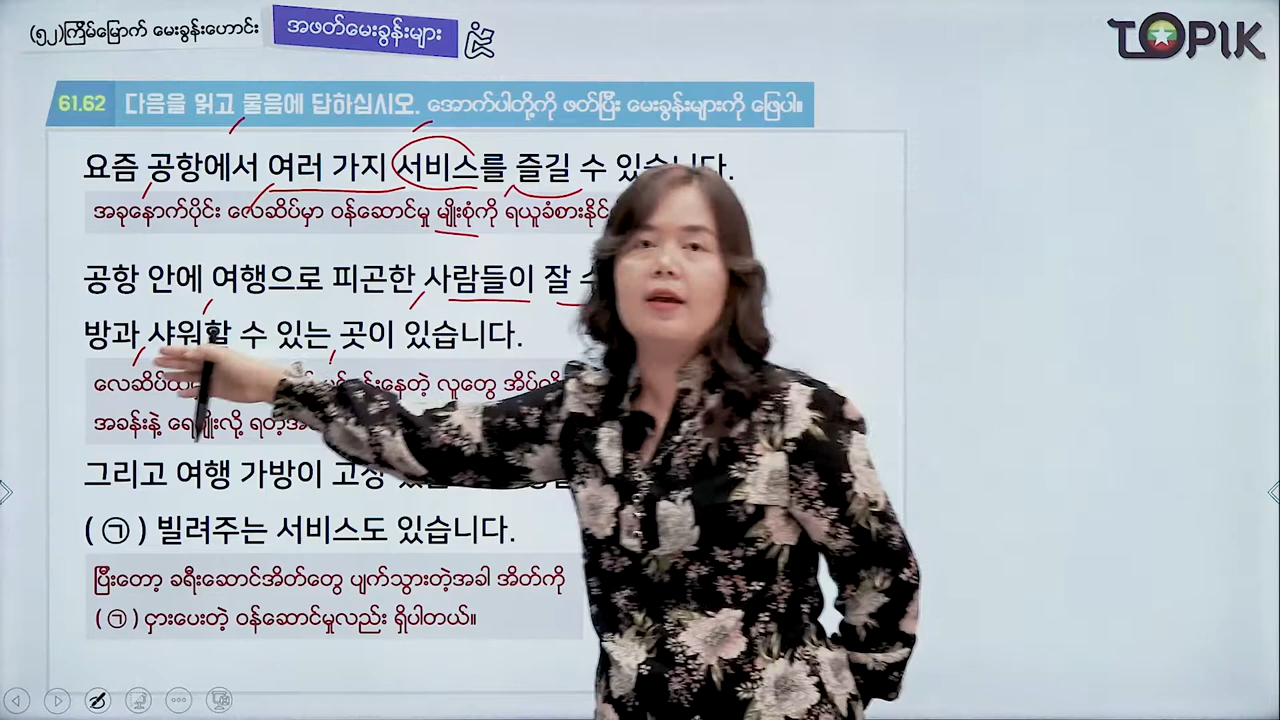 (၅၂)ကြိမ်မြောက် မေးခွန်းဟောင်း
အဖတ်မေးခွန်းများ
TOPIK
61.62 다음을 읽고 물음에 답하십시오. အောက်ပါတို့ကို ဖတ်ပြီး မေးခွန်းများကို ဖြေပါ။
요즘 공항에서 여러 가지 서비스를 즐길 수 있습니다.
အခုနောက်ပိုင်း လေဆိပ်မှာ ဝန်ဆောင်မှု မျိုးစုံကို ရယူခံစားနိုင်
공항 안에 여행으로 피곤한 사람들이 잘
방과 샤워할 수 있는 곳이 있습니다.
လူတွေ
အခန်းနဲ့
그리고 여행 가방이 고장
( ㉠ ) 빌려주는 서비스도 있습니다.
ပြီးတော့ ခရီးဆောင်အိတ်တွေ ပျက်သွားတဲ့အခါ အိတ်ကို
( ㉠ ) ငှားပေးတဲ့ ဝန်ဆောင်မှုလည်း ရှိပါတယ်။